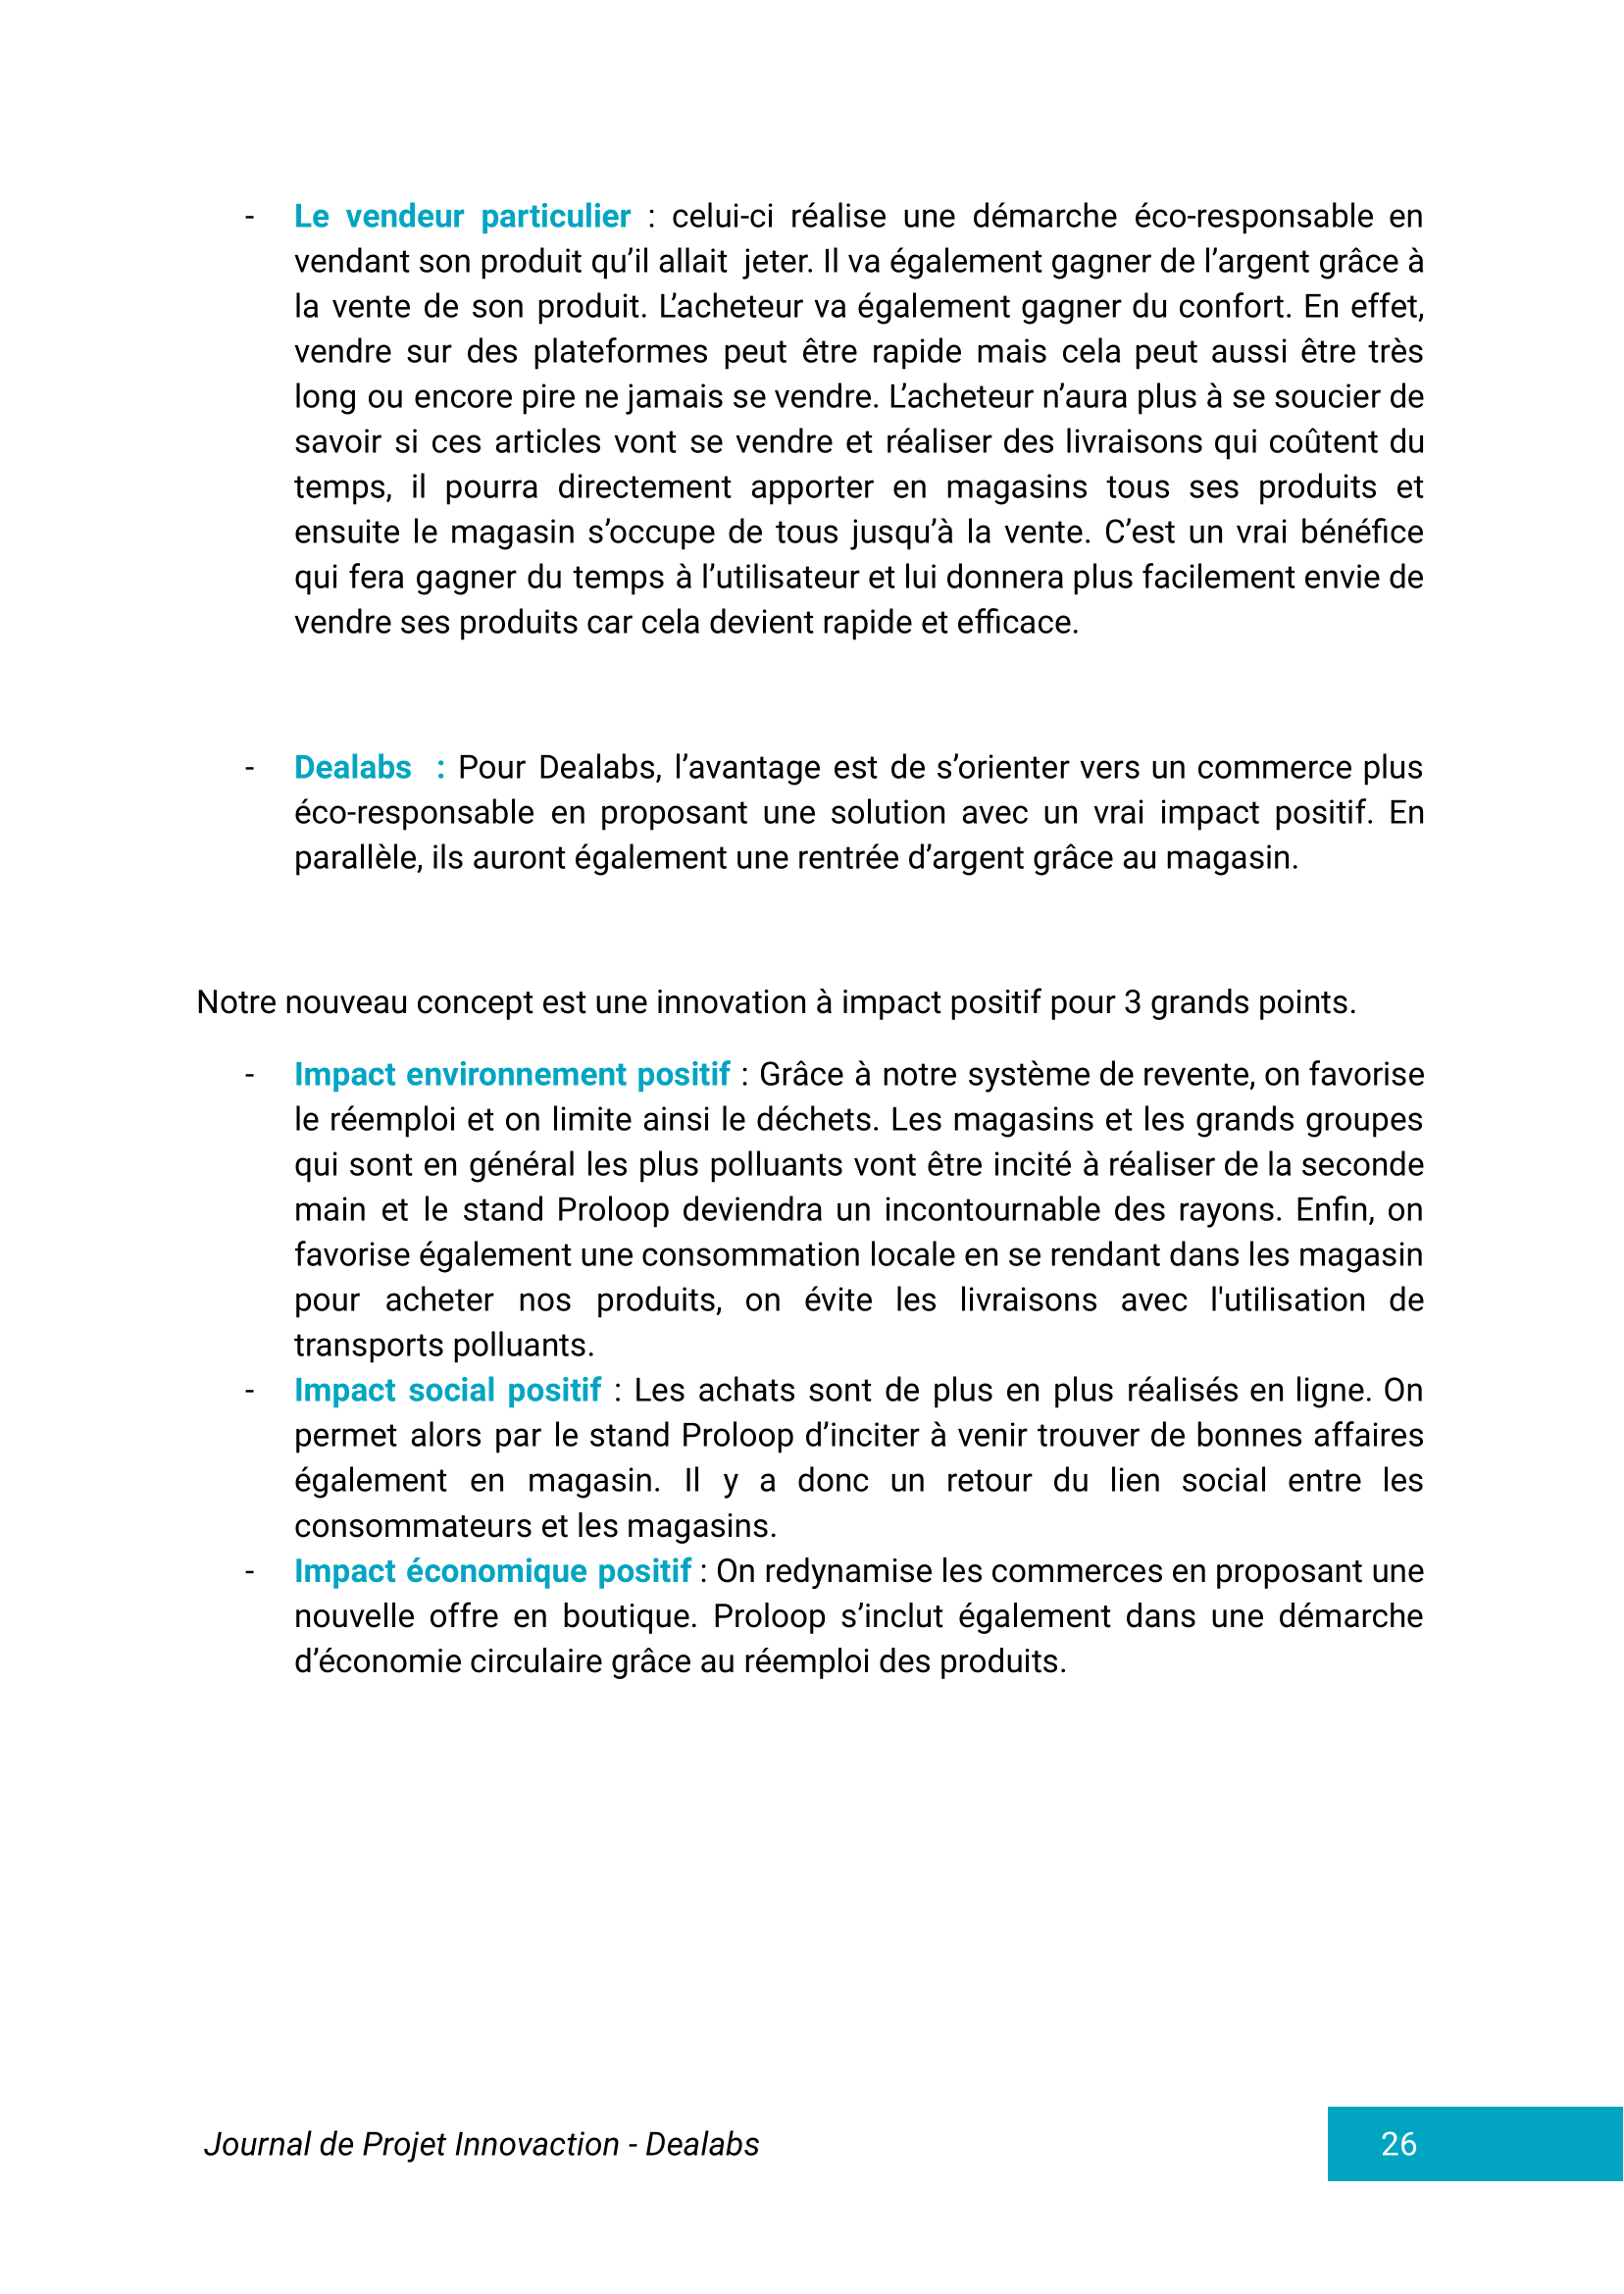 - Le vendeur particulier : celui-ci réalise une démarche éco-responsable en
vendant son produit qu’il allait  jeter. Il va également gagner de l’argent grâce à
la vente de son produit. L’acheteur va également gagner du confort. En effet,
vendre sur des plateformes peut être rapide mais cela peut aussi être très
long ou encore pire ne jamais se vendre. L’acheteur n’aura plus à se soucier de
savoir si ces articles vont se vendre et réaliser des livraisons qui coûtent du
temps, il pourra directement apporter en magasins tous ses produits et
ensuite le magasin s’occupe de tous jusqu’à la vente. C’est un vrai bénéfice
qui fera gagner du temps à l’utilisateur et lui donnera plus facilement envie de
vendre ses produits car cela devient rapide et efficace.
- Dealabs  : Pour Dealabs, l’avantage est de s’orienter vers un commerce plus
éco-responsable en proposant une solution avec un vrai impact positif. En
parallèle, ils auront également une rentrée d’argent grâce au magasin.
Notre nouveau concept est une innovation à impact positif pour 3 grands points.
- Impact environnement positif : Grâce à notre système de revente, on favorise
le réemploi et on limite ainsi le déchets. Les magasins et les grands groupes
qui sont en général les plus polluants vont être incité à réaliser de la seconde
main et le stand Proloop deviendra un incontournable des rayons. Enfin, on
favorise également une consommation locale en se rendant dans les magasin
pour acheter nos produits, on évite les livraisons avec l'utilisation de
transports polluants.
- Impact social positif : Les achats sont de plus en plus réalisés en ligne. On
permet alors par le stand Proloop d’inciter à venir trouver de bonnes affaires
également en magasin. Il y a donc un retour du lien social entre les
consommateurs et les magasins.
- Impact économique positif : On redynamise les commerces en proposant une
nouvelle offre en boutique. Proloop s’inclut également dans une démarche
d’économie circulaire grâce au réemploi des produits.
Journal de Projet Innovaction - Dealabs
26